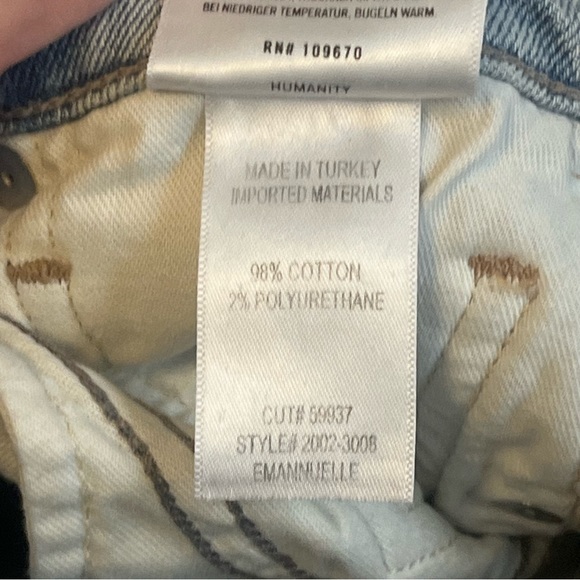 BEI NIEDRIGER TEMPERATUR. BUGELN WARM
RN# 109670
HUMANITY
MADE IN TURKEY
IMPORTED MATERIALS
98% COTTON
2% POLYURETHANE
CUT# 59937
STYLE# 2002-3008
EMANNUELLE